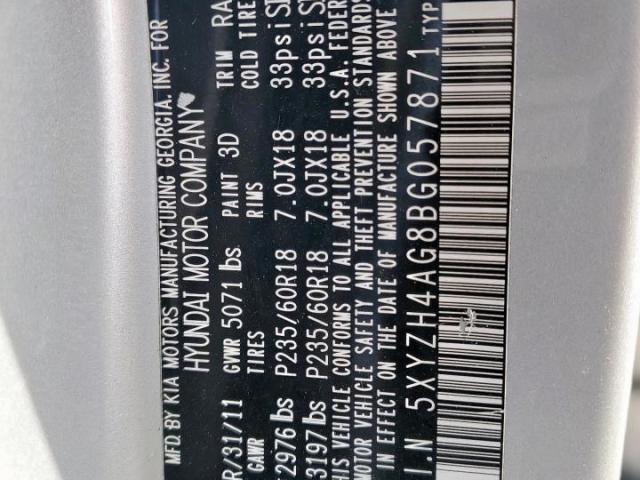 MFD.BY KIA MOTORS MANUFACTURING GEORGIA. INC. FOR
HYUNDAI MOTOR COMPANY
R/31/11 GVWR 5071 lbs PAINT 3D TRIM RA
GAWR TIRES RIMS COLD TIRE
2976 lbs P235/60R18 7.0JX18 33psi
3197 lbs P235/60R18 7.0JX18 33psi
HIS VEHICLE CONFORMS TO ALL APPLICABLE U.S.A. FEDER
MOTOR VEHICLE SAFETY AND THEFT PREVENTION STANDARDS
IN EFFECT ON THE DATE OF MANUFACTURE SHOWN ABOVE
I.N 5XYZH4AG8BG057871 TYP